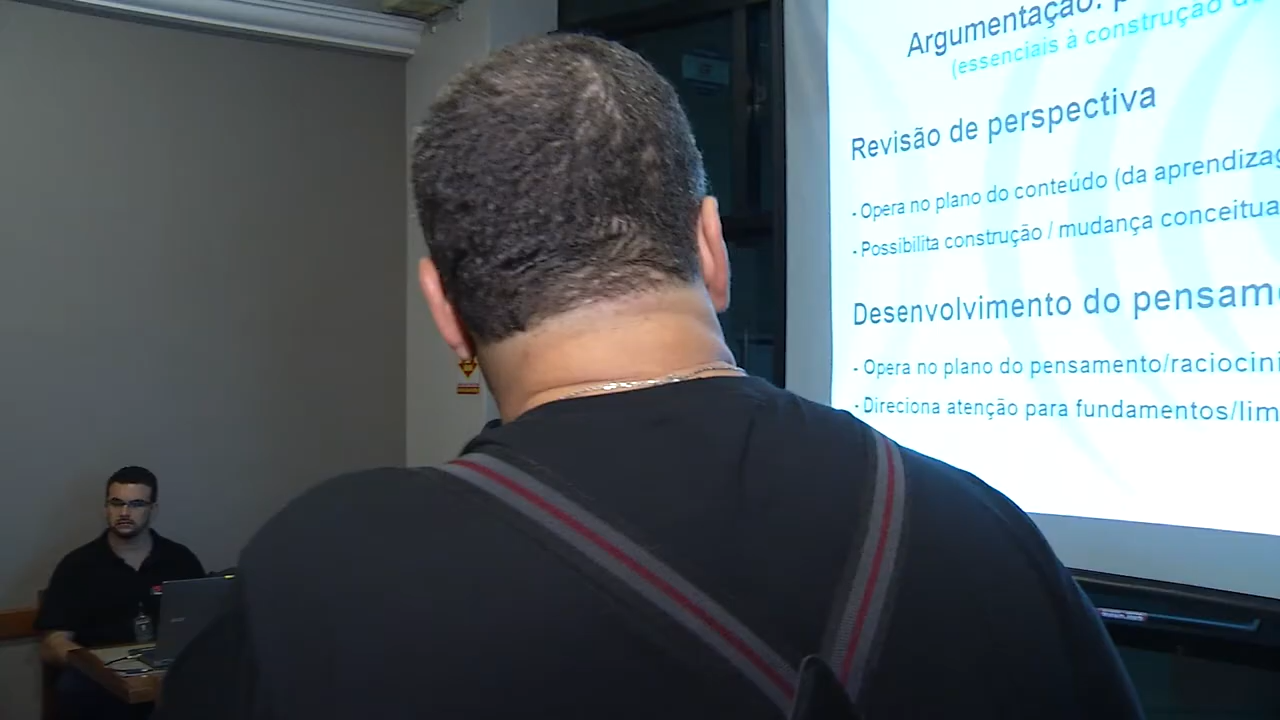 Argumentação:
(essenciais à construção
Revisão de perspectiva
- Opera no plano do conteúdo (da aprendizag
- Possibilita construção / mudança conceitua
Desenvolvimento do pensam
- Opera no plano do pensamento/raciocini
- Direciona atenção para fundamentos/lim